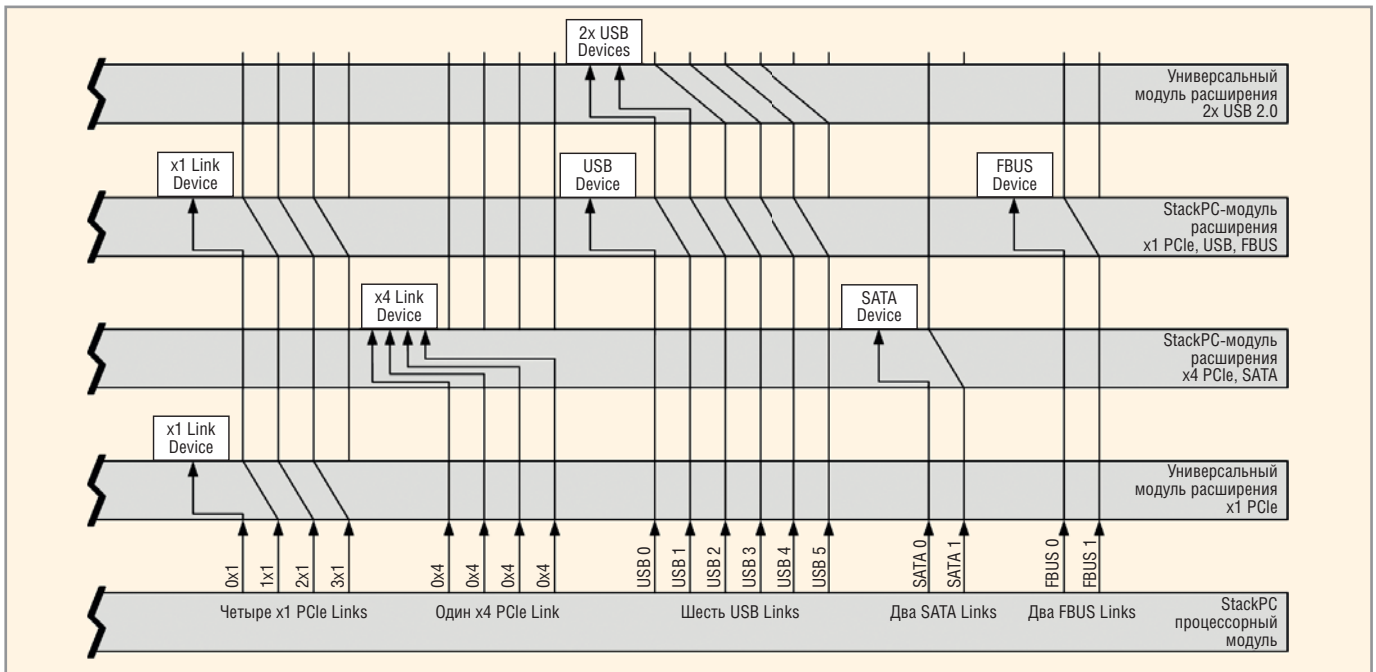 2x USB
Devices
Универсальный
модуль расширения
2x USB 2.0
x1 Link
Device
USB
Device
FBUS
Device
StackPC-модуль
расширения
x1 PCIe, USB, FBUS
x4 Link
Device
SATA
Device
StackPC-модуль
расширения
x4 PCIe, SATA
x1 Link
Device
Универсальный
модуль расширения
x1 PCIe
0x1
1x1
2x1
3x1
0x4
0x4
0x4
0x4
USB 0
USB 1
USB 2
USB 3
USB 4
USB 5
SATA 0
SATA 1
FBUS 0
FBUS 1
Четыре x1 PCIe Links
Один x4 PCIe Link
Шесть USB Links
Два SATA Links
Два FBUS Links
StackPC
процессорный
модуль